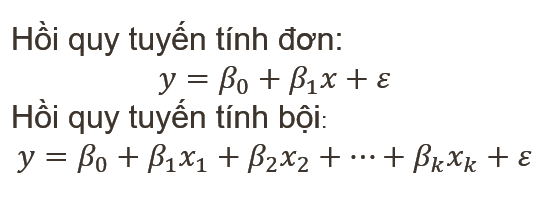 Hồi quy tuyến tính đơn:
𝑦 = 𝛽₀ + 𝛽₁𝑥 + 𝜀
Hồi quy tuyến tính bội:
𝑦 = 𝛽₀ + 𝛽₁𝑥₁ + 𝛽₂𝑥₂ + ⋯ + 𝛽ₖ𝑥ₖ + 𝜀